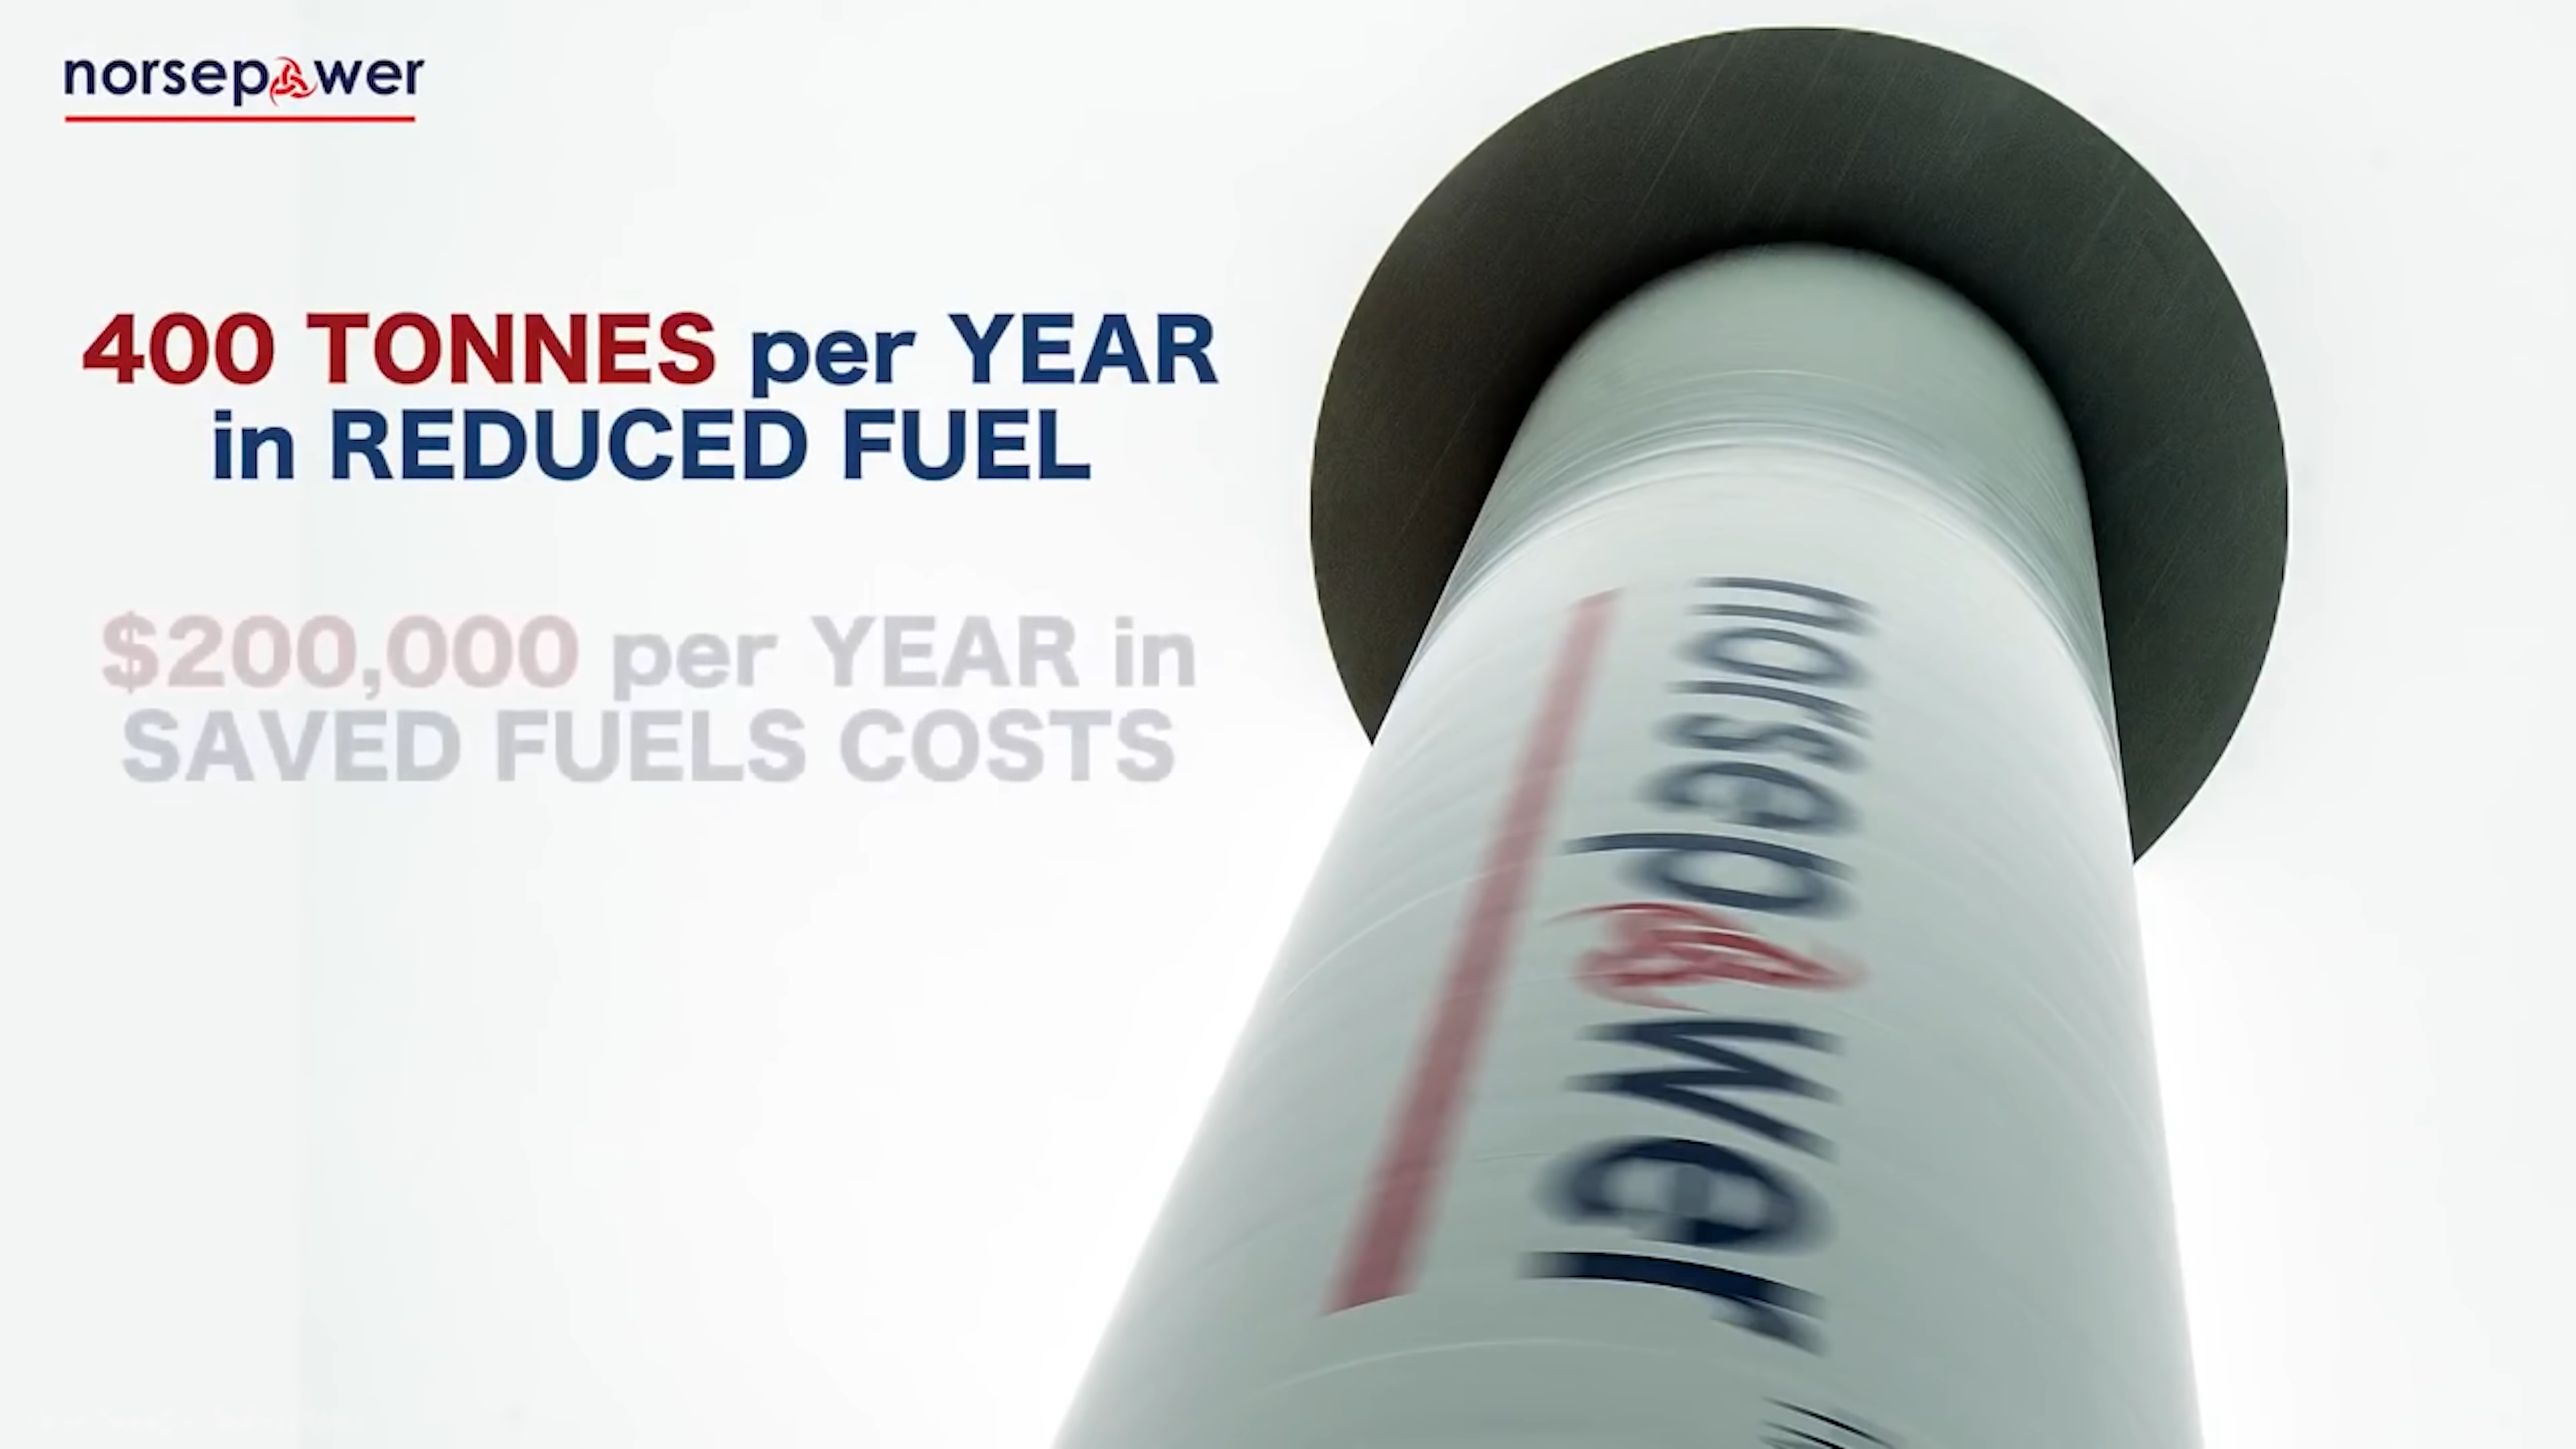 norsepower
400 TONNES per YEAR
in REDUCED FUEL
$200,000 per YEAR in
SAVED FUELS COSTS
norsepower